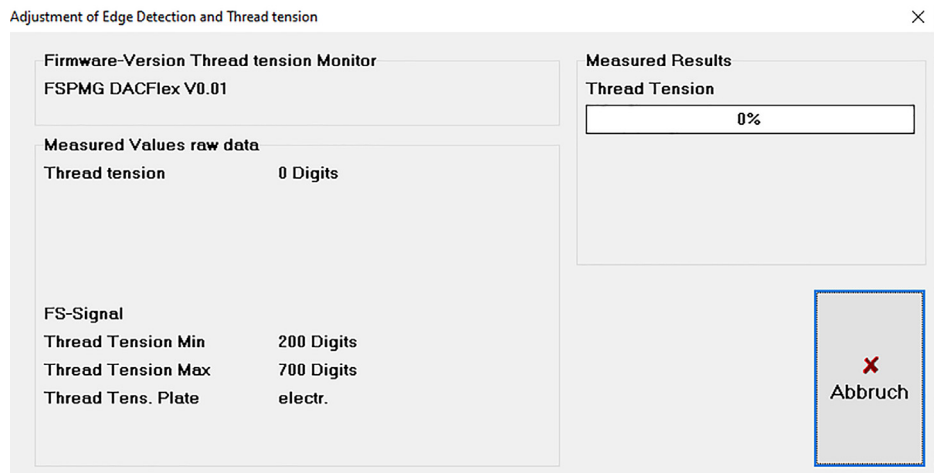 Adjustment of Edge Detection and Thread tension
Firmware-Version Thread tension Monitor
FSPMG DACFlex V0.01
Measured Values raw data
Thread tension 0 Digits
FS-Signal
Thread Tension Min 200 Digits
Thread Tension Max 700 Digits
Thread Tens. Plate electr.
Measured Results
Thread Tension
0%
Abbruch